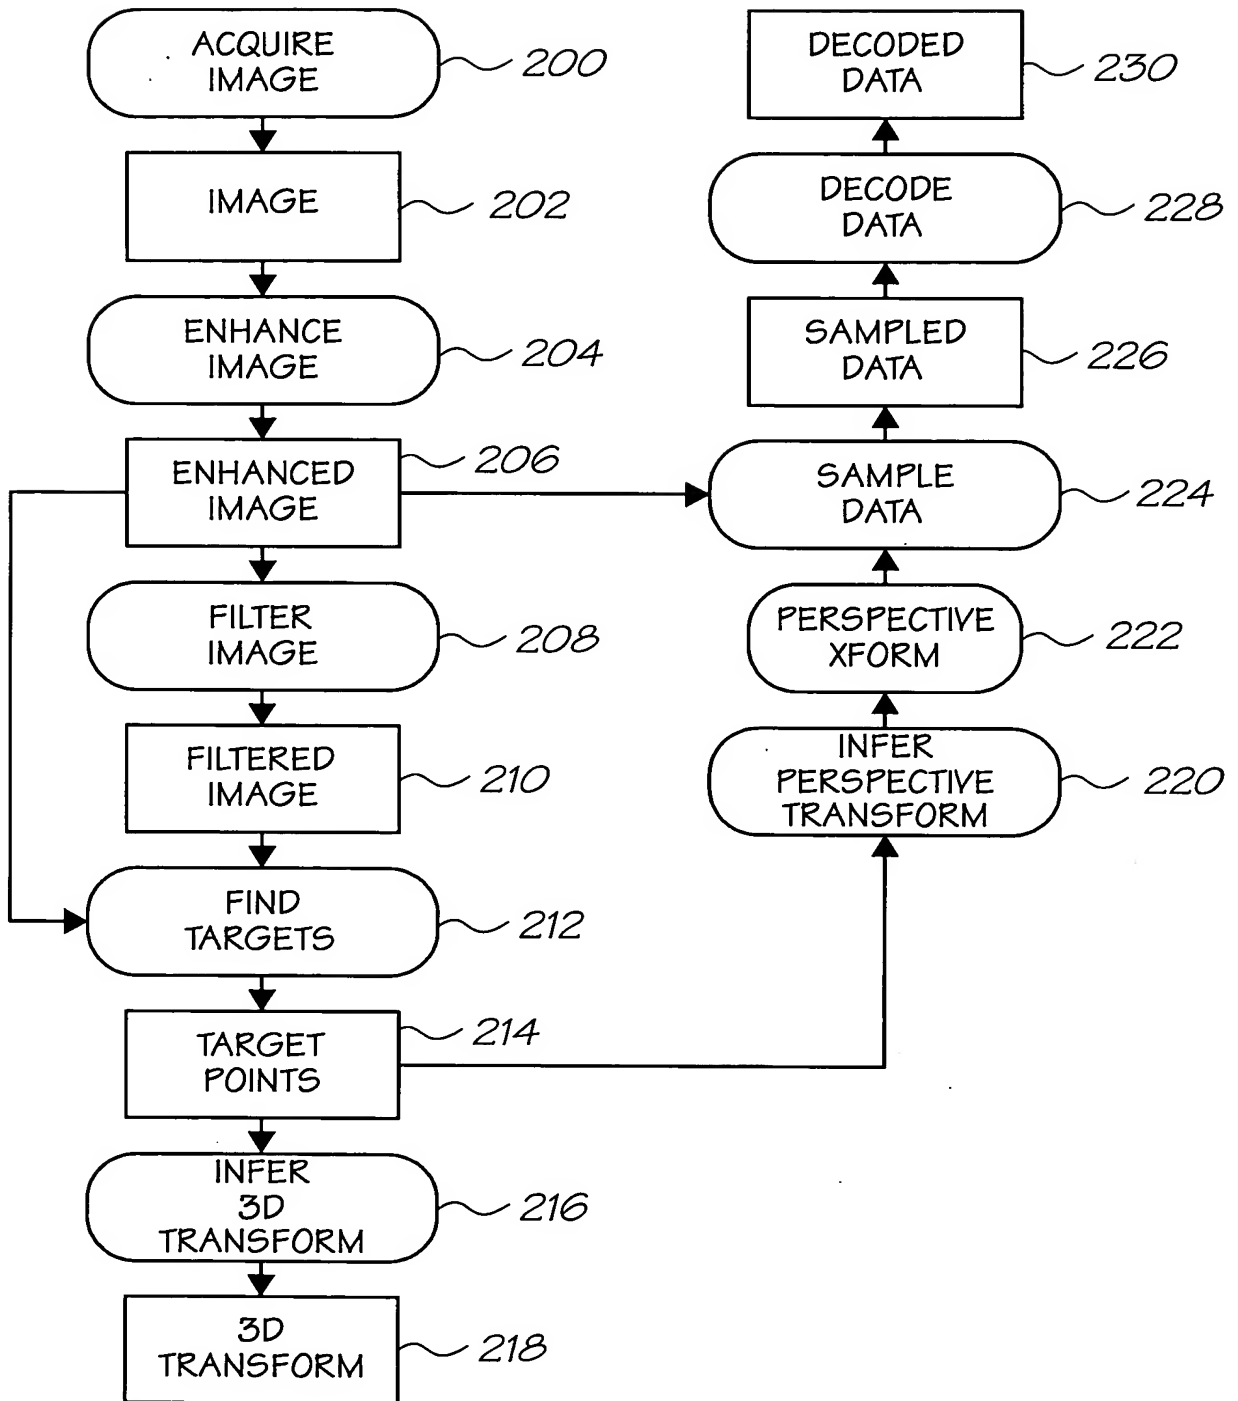 ACQUIRE
IMAGE
200
IMAGE
202
ENHANCE
IMAGE
204
ENHANCED
IMAGE
206
FILTER
IMAGE
208
FILTERED
IMAGE
210
FIND
TARGETS
212
TARGET
POINTS
214
INFER
3D
TRANSFORM
216
3D
TRANSFORM
218
DECODED
DATA
230
DECODE
DATA
228
SAMPLED
DATA
226
SAMPLE
DATA
224
PERSPECTIVE
XFORM
222
INFER
PERSPECTIVE
TRANSFORM
220